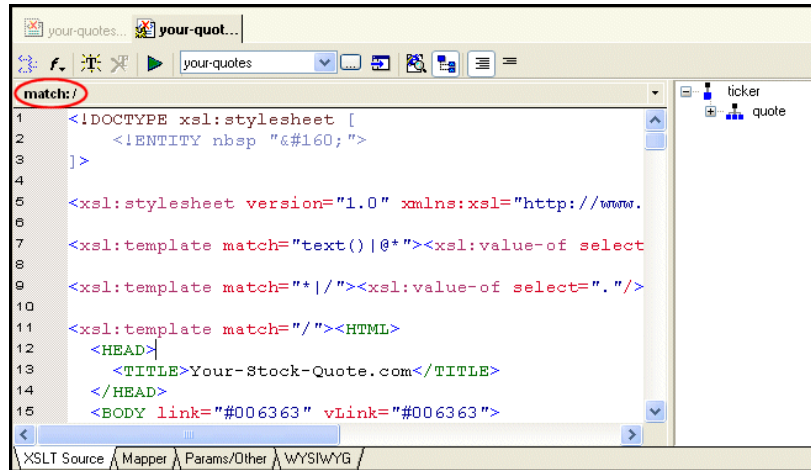 your-quotes... your-quot...
your-quotes
match: /
ticker
quote
1 <!DOCTYPE xsl:stylesheet [
2 <!ENTITY nbsp "&#160;">
3 ]>
4
5 <xsl:stylesheet version="1.0" xmlns:xsl="http://www.
6
7 <xsl:template match="text()|@*"><xsl:value-of select
8
9 <xsl:template match="*|/"><xsl:value-of select="."/>
10
11 <xsl:template match="/"><HTML>
12 <HEAD>
13 <TITLE>Your-Stock-Quote.com</TITLE>
14 </HEAD>
15 <BODY link="#006363" vLink="#006363">
XSLT Source Mapper Params/Other WYSIWYG